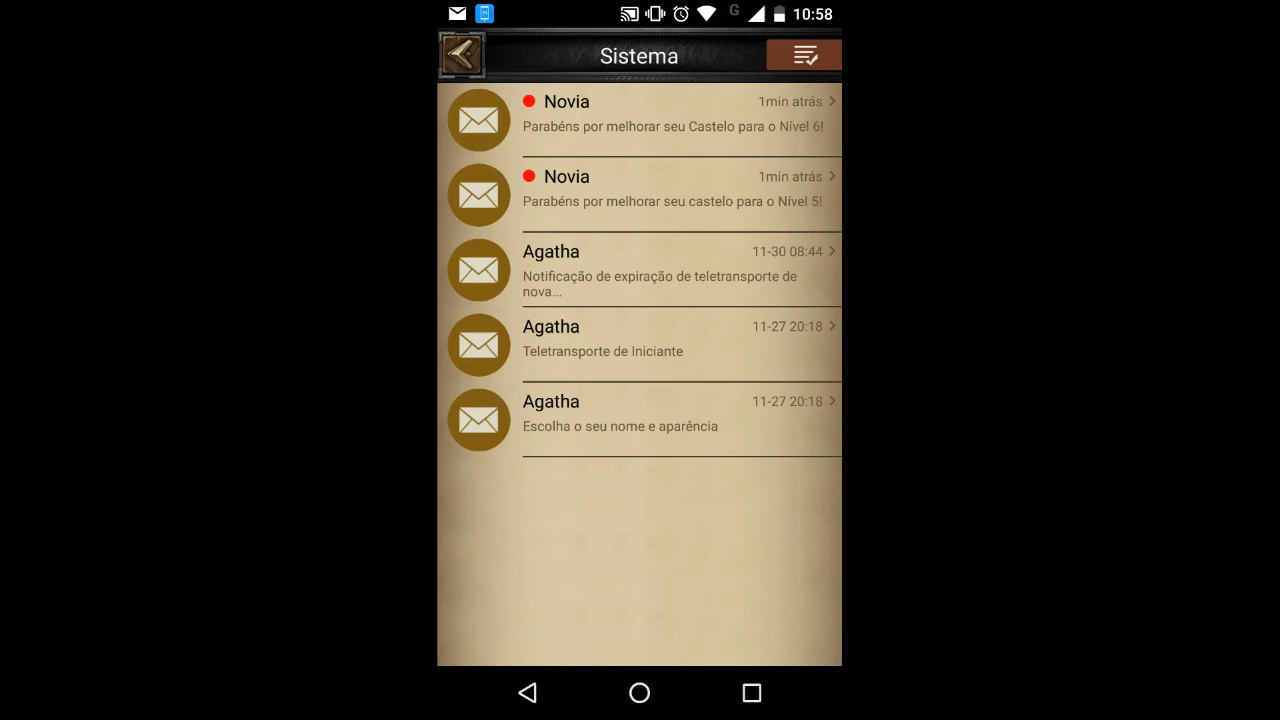 G 10:58
Sistema
Novia 1min atrás
Parabéns por melhorar seu Castelo para o Nível 6!
Novia 1min atrás
Parabéns por melhorar seu castelo para o Nível 5!
Agatha 11-30 08:44
Notificação de expiração de teletransporte de
nova...
Agatha 11-27 20:18
Teletransporte de Iniciante
Agatha 11-27 20:18
Escolha o seu nome e aparência